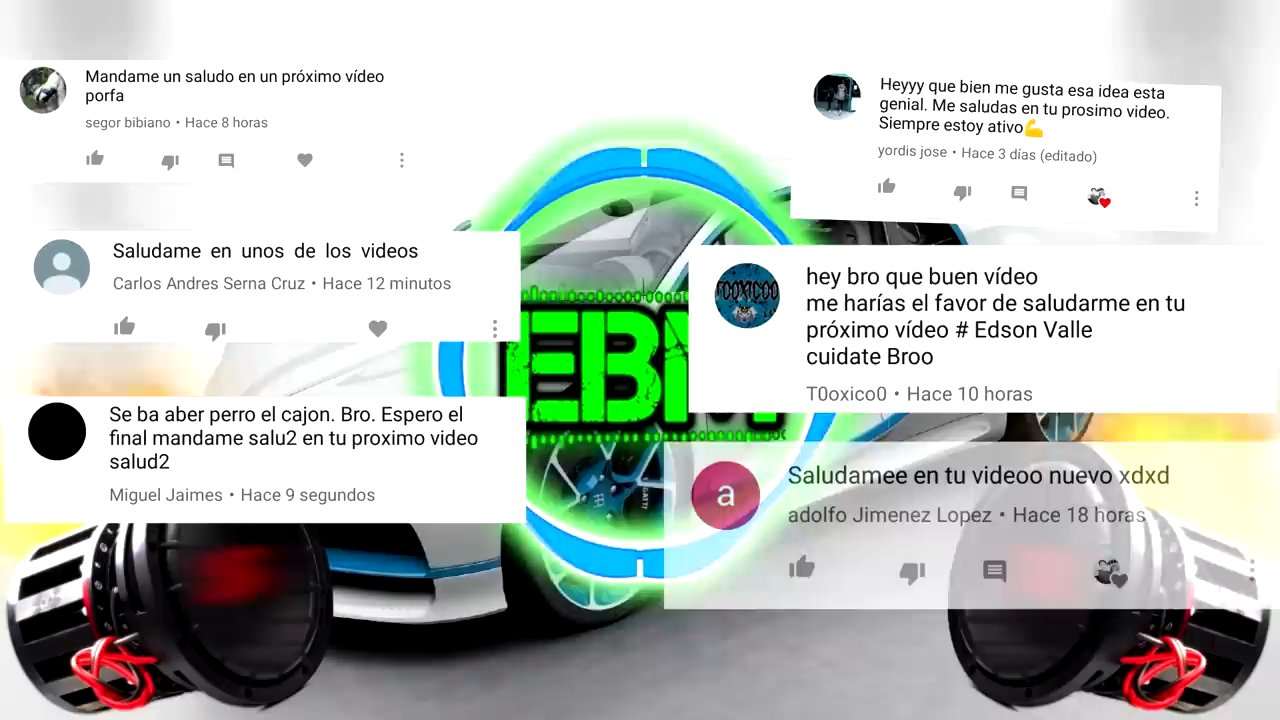 Mandame un saludo en un próximo vídeo
porfa
segor bibiano • Hace 8 horas
Heyyy que bien me gusta esa idea esta
genial. Me saludas en tu prosimo video.
Siempre estoy ativo💪
yordis jose • Hace 3 días (editado)
Saludame en unos de los videos
Carlos Andres Serna Cruz • Hace 12 minutos
TOOXICOO
hey bro que buen vídeo
me harías el favor de saludarme en tu
próximo vídeo # Edson Valle
cuidate Broo
T0oxico0 • Hace 10 horas
EBM
Se ba aber perro el cajon. Bro. Espero el
final mandame salu2 en tu proximo video
salud2
Miguel Jaimes • Hace 9 segundos
a
Saludamee en tu videoo nuevo xdxd
adolfo Jimenez Lopez • Hace 18 horas